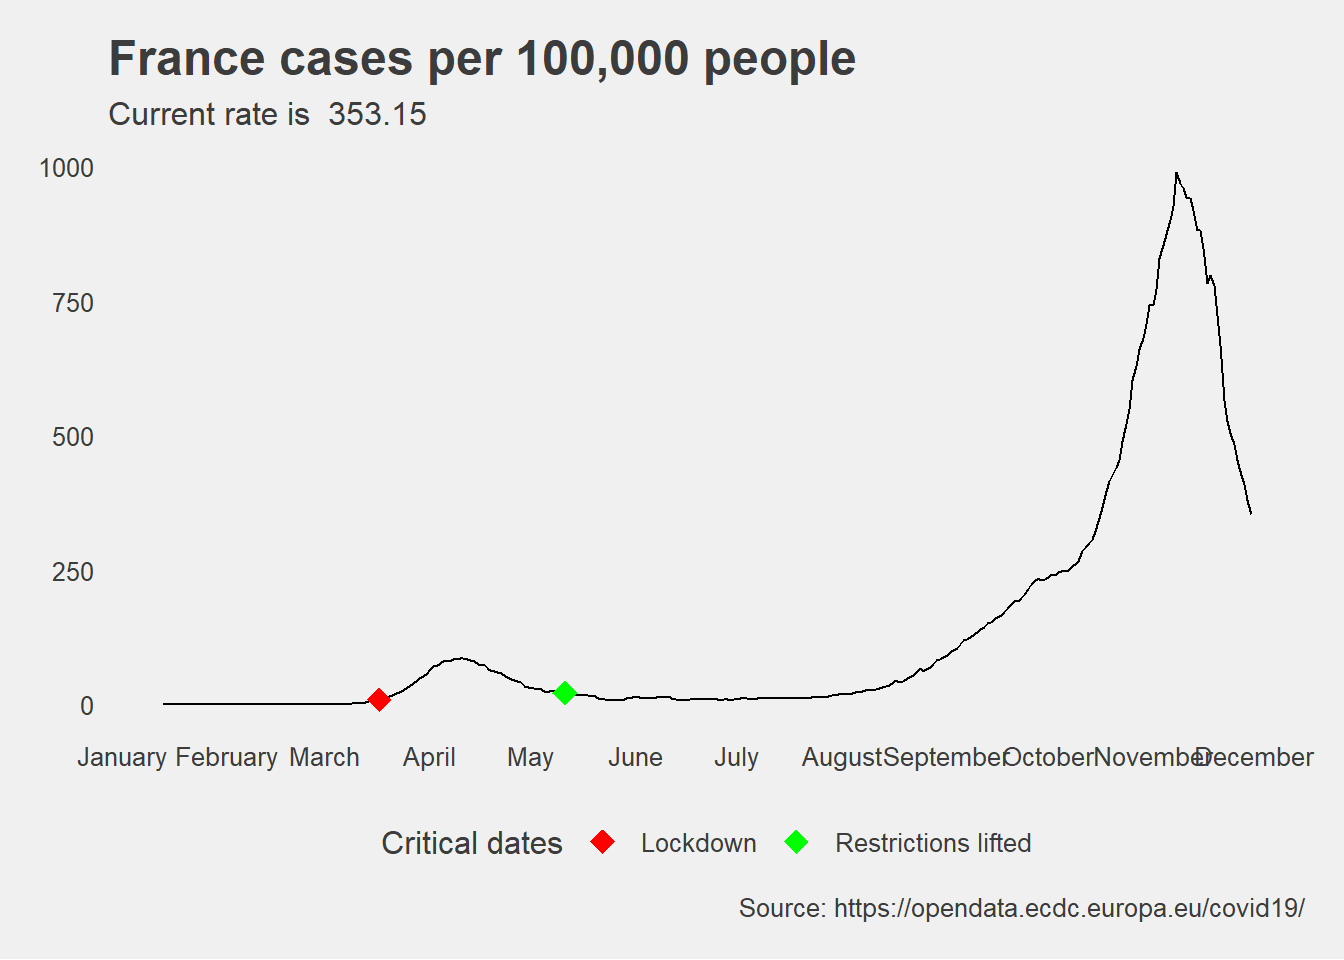 France cases per 100,000 people
Current rate is  353.15
1000
750
500
250
0
January February March April May June July August September October November December
Critical dates Lockdown Restrictions lifted
Source: https://opendata.ecdc.europa.eu/covid19/